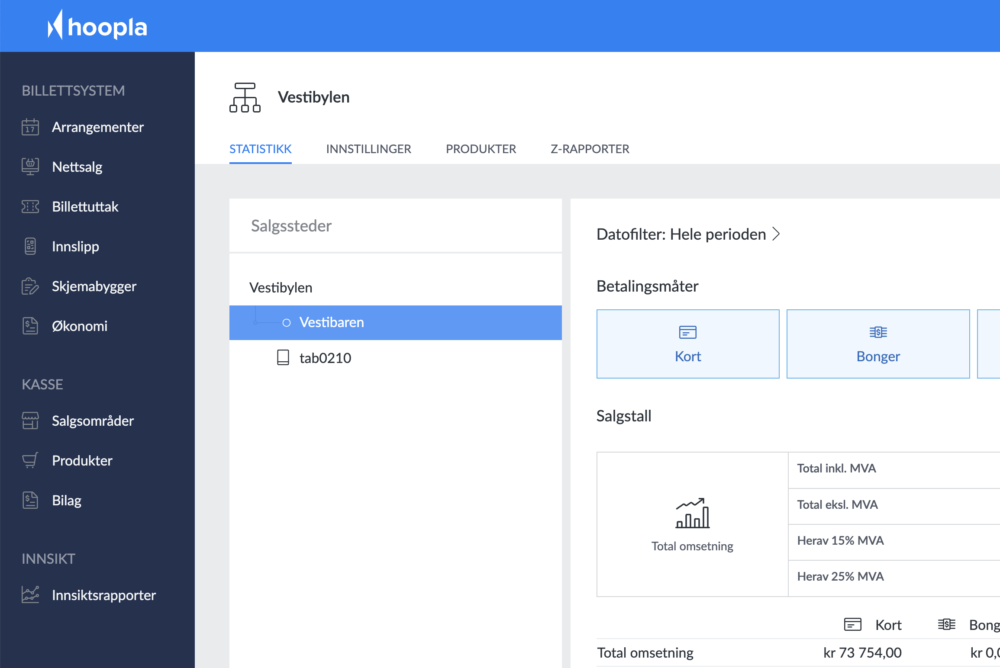 hoopla
BILLETTSYSTEM
17
Arrangementer
Nettsalg
Billettuttak
Innslipp
Skjemabygger
Økonomi
KASSE
Salgsområder
Produkter
Bilag
INNSIKT
Innsiktsrapporter
Vestibylen
STATISTIKK INNSTILLINGER PRODUKTER Z-RAPPORTER
Salgssteder
Vestibylen
Vestibaren
tab0210
Datofilter: Hele perioden
Betalingsmåter
Kort
Bonger
Salgstall
Total omsetning
Total inkl. MVA
Total eksl. MVA
Herav 15% MVA
Herav 25% MVA
Kort Bong
Total omsetning kr 73 754,00 kr 0,0